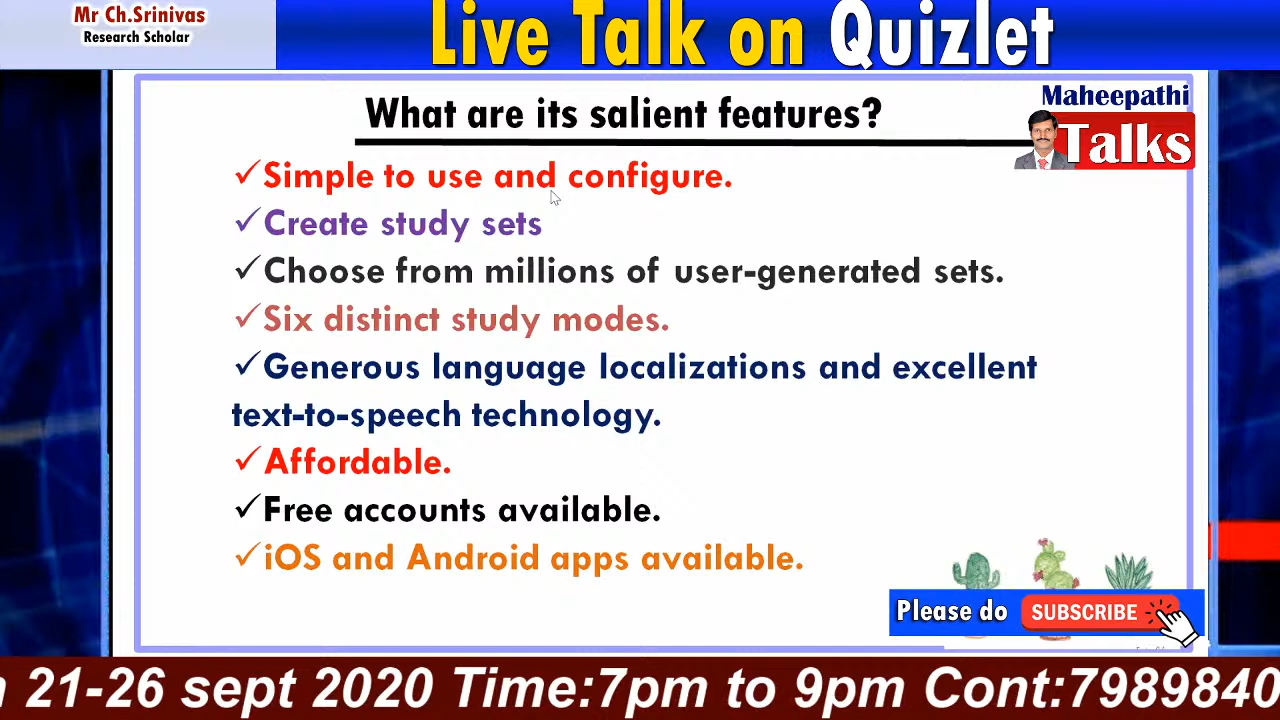 Mr Ch.Srinivas
Research Scholar
Live Talk on Quizlet
What are its salient features?
Maheepathi
Talks
✓Simple to use and configure.
✓Create study sets
✓Choose from millions of user-generated sets.
✓Six distinct study modes.
✓Generous language localizations and excellent
text-to-speech technology.
✓Affordable.
✓Free accounts available.
✓iOS and Android apps available.
Please do SUBSCRIBE
21-26 sept 2020 Time:7pm to 9pm Cont:7989840